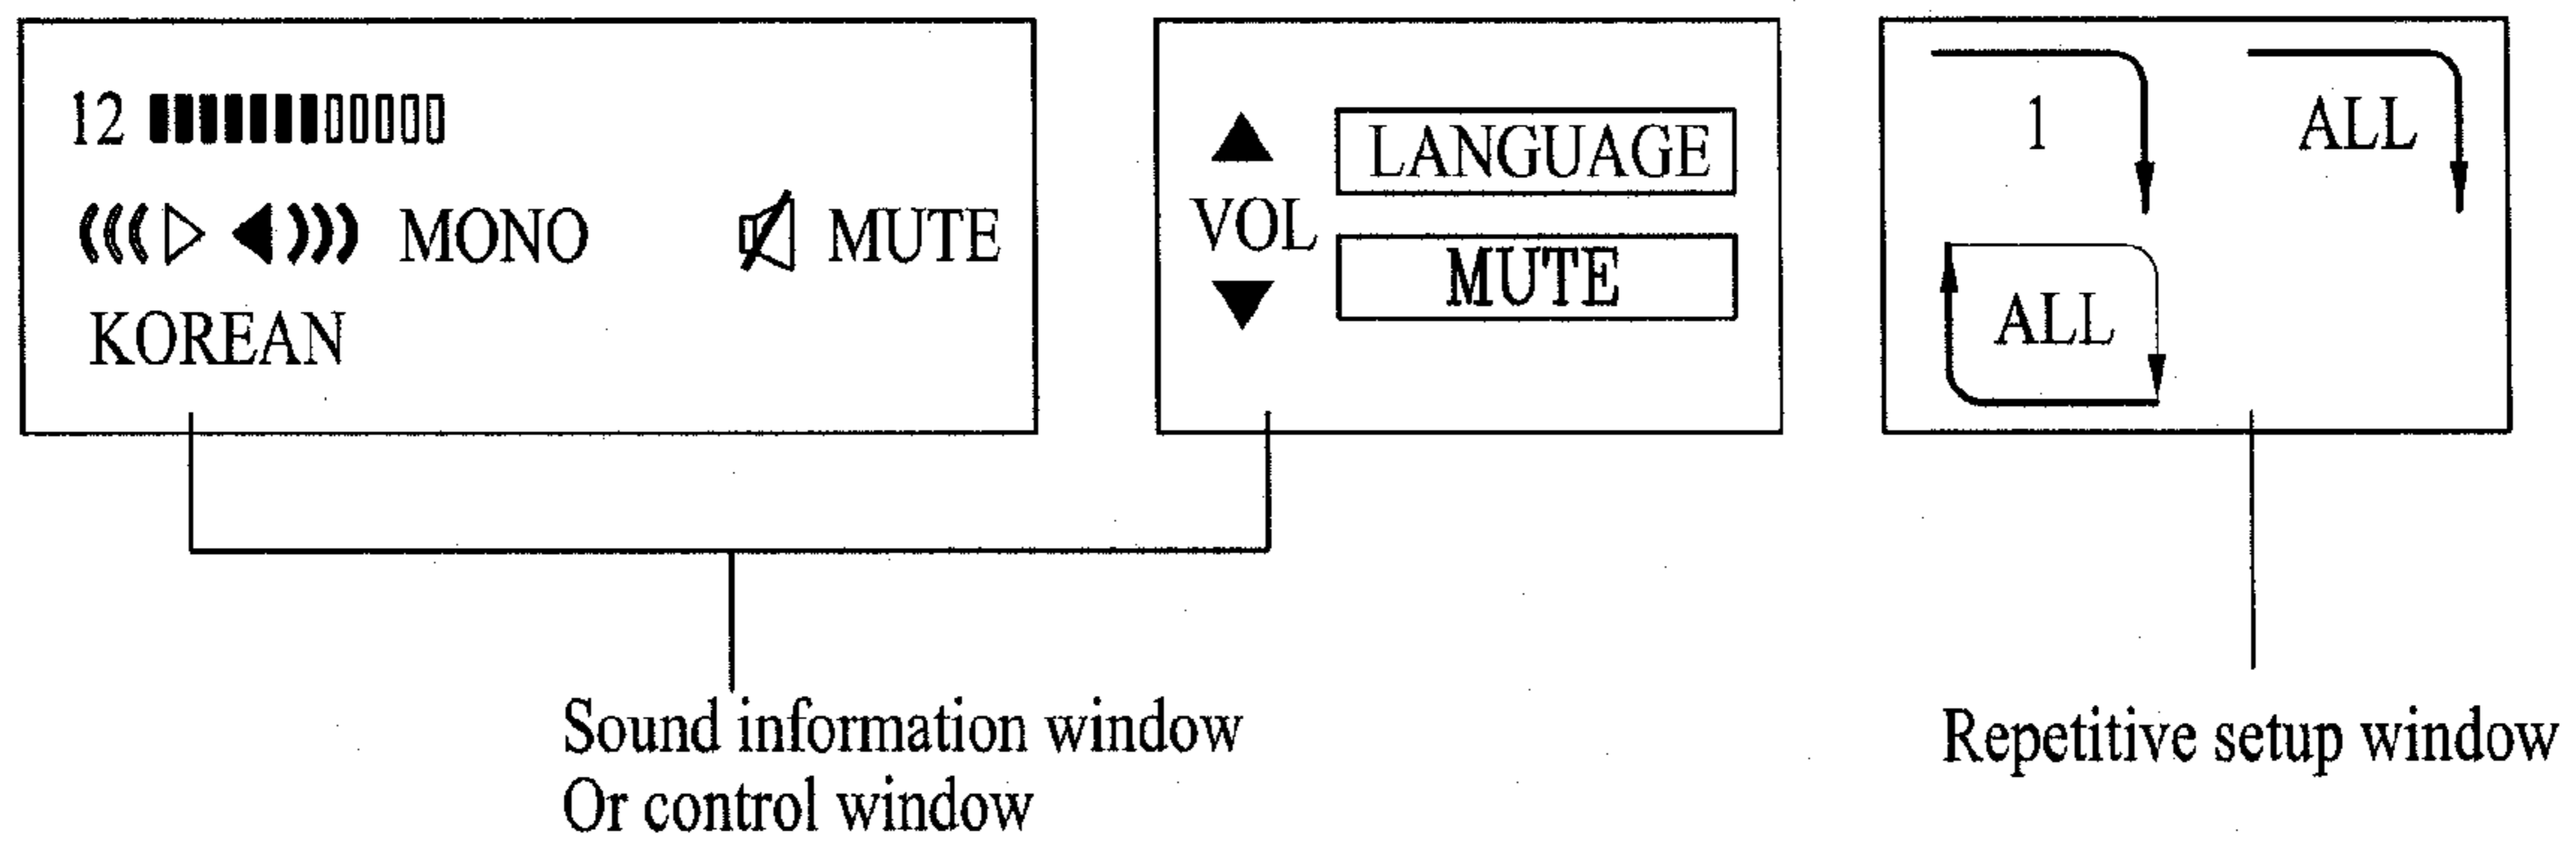 12
MONO MUTE
KOREAN
LANGUAGE
VOL
MUTE
1 ALL
ALL
Sound information window
Or control window
Repetitive setup window